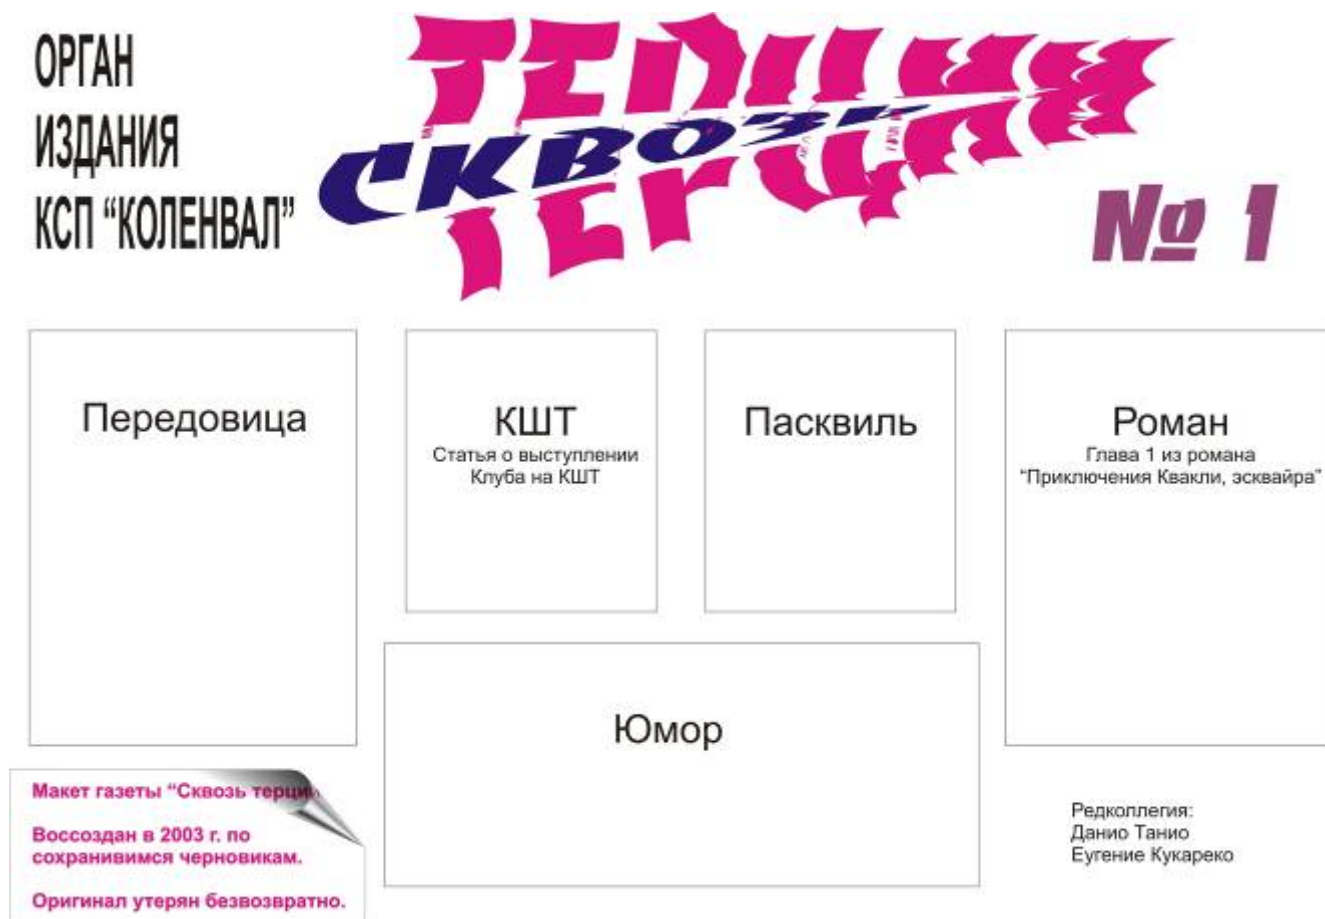 ОРГАН
ИЗДАНИЯ
КСП “КОЛЕНВАЛ”
СКВОЗЬ
ТЕРЦИИ
№ 1
Передовица
КШТ
Статья о выступлении
Клуба на КШТ
Пасквиль
Роман
Глава 1 из романа
“Приключения Квакли, эсквайра”
Юмор
Макет газеты “Сквозь терции
Воссоздан в 2003 г. по
сохранивимся черновикам.
Оригинал утерян безвозвратно.
Редколлегия:
Данио Танио
Еугение Кукареко